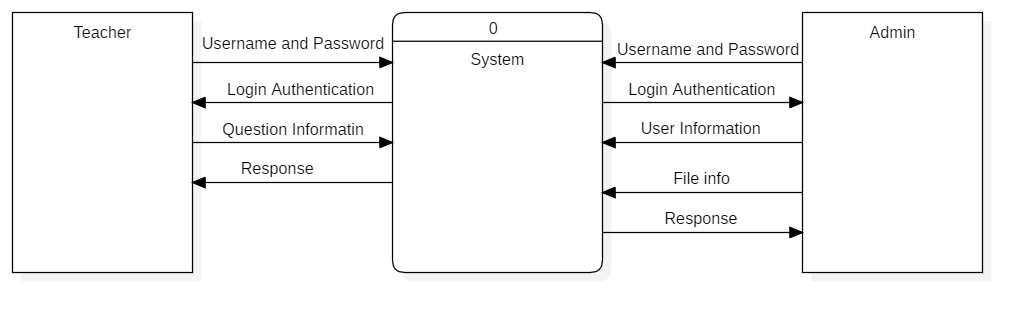 Teacher
0
Admin
Username and Password
System
Username and Password
Login Authentication
Login Authentication
Question Informatin
User Information
Response
File info
Response